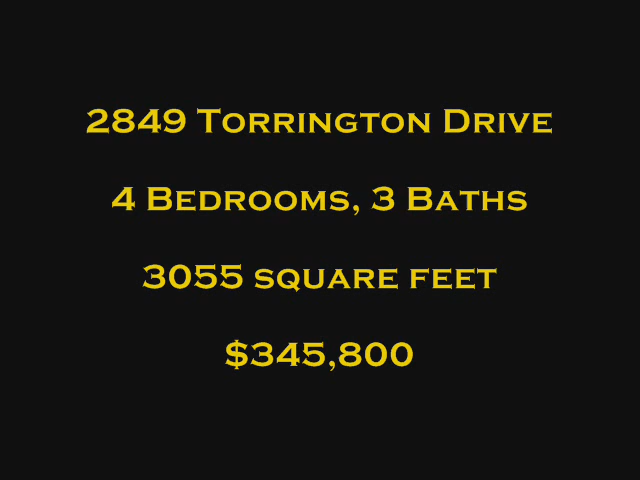 2849 Torrington Drive
4 Bedrooms, 3 Baths
3055 square feet
$345,800